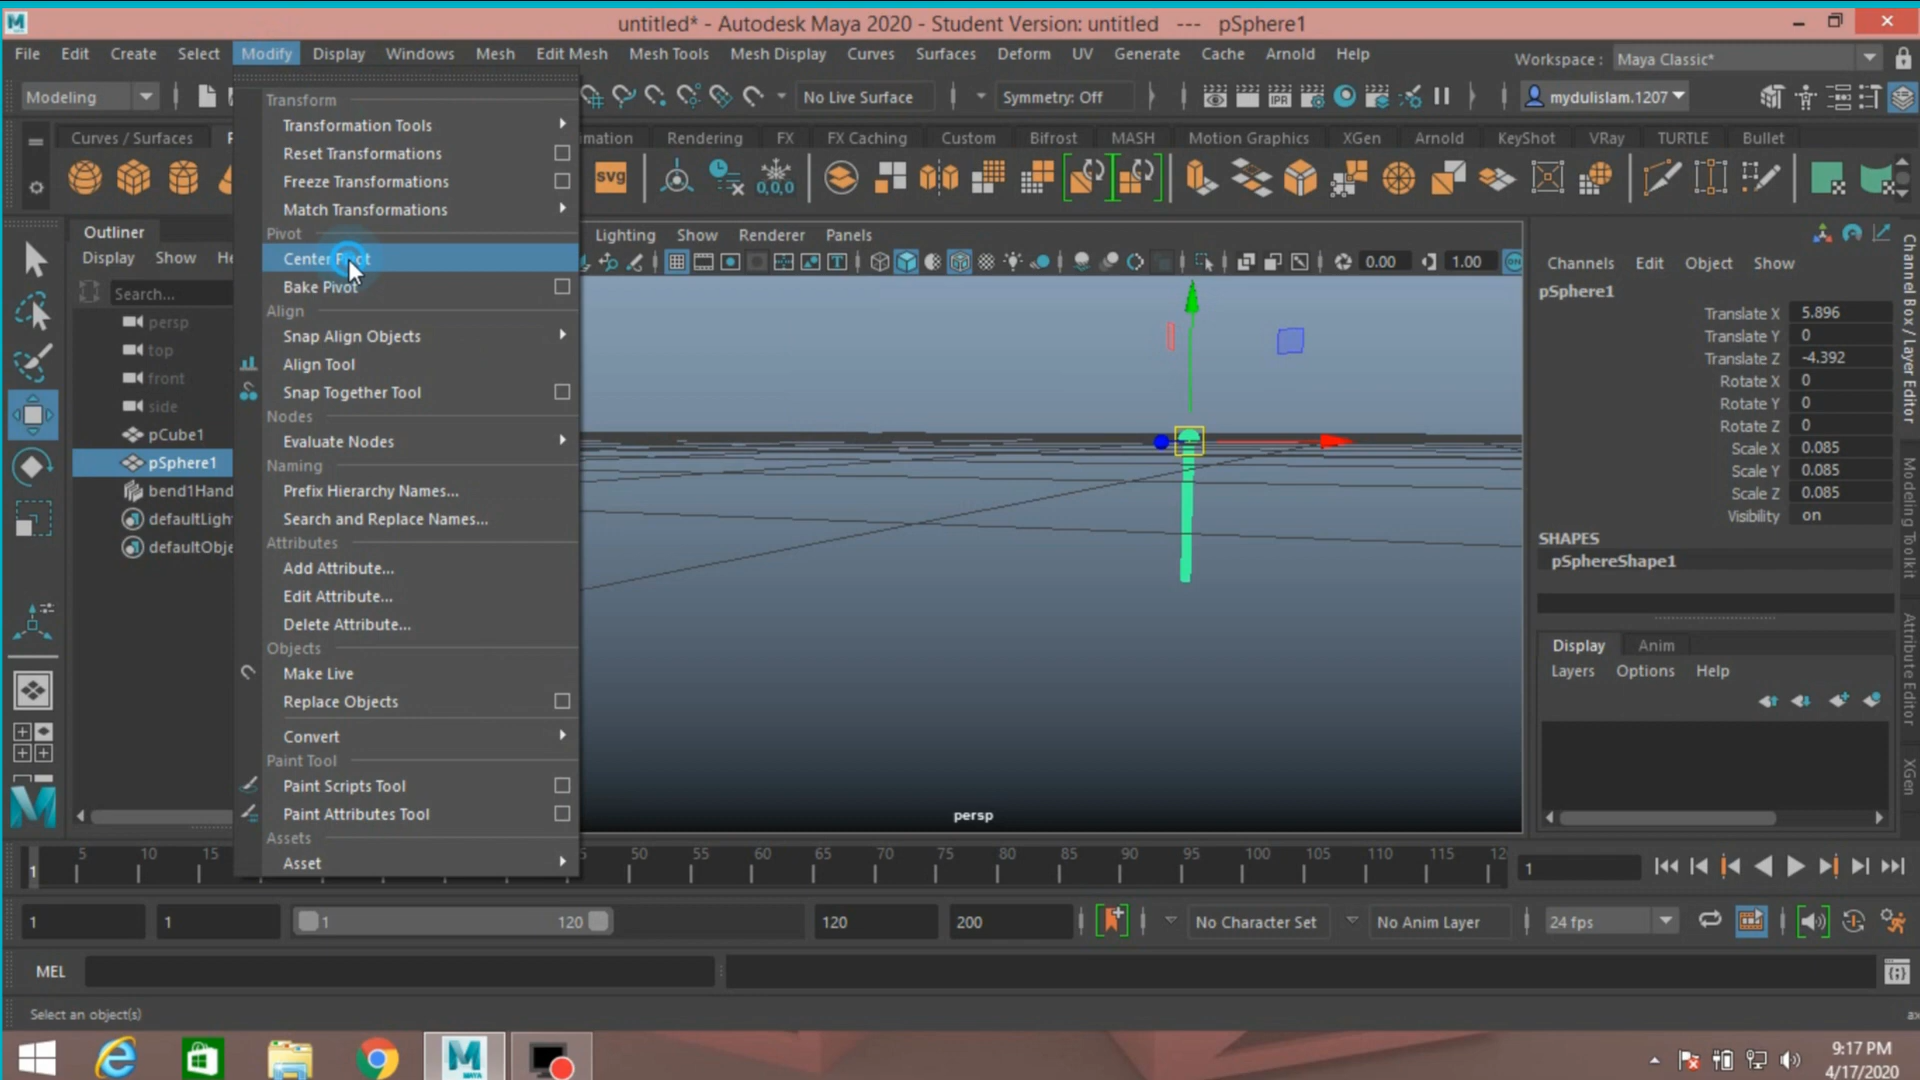 untitled* - Autodesk Maya 2020 - Student Version: untitled --- pSphere1
File Edit Create Select Modify Display Windows Mesh Edit Mesh Mesh Tools Mesh Display Curves Surfaces Deform UV Generate Cache Arnold Help
Workspace : Maya Classic*
Modeling No Live Surface Symmetry: Off IPR mydulislam.1207
Curves / Surfaces Rendering FX FX Caching Custom Bifrost MASH Motion Graphics XGen Arnold KeyShot VRay TURTLE Bullet
svg 0,0,0
Transform
Transformation Tools
Reset Transformations
Freeze Transformations
Match Transformations
Pivot
Center Pivot
Bake Pivot
Align
Snap Align Objects
Align Tool
Snap Together Tool
Nodes
Evaluate Nodes
Naming
Prefix Hierarchy Names...
Search and Replace Names...
Attributes
Add Attribute...
Edit Attribute...
Delete Attribute...
Objects
Make Live
Replace Objects
Convert
Paint Tool
Paint Scripts Tool
Paint Attributes Tool
Assets
Asset
Outliner
Display Show
Search...
persp
top
front
side
pCube1
pSphere1
bend1Hand
defaultLigh
defaultObje
Lighting Show Renderer Panels
0.00 1.00
persp
Channels Edit Object Show
pSphere1
Translate X 5.896
Translate Y 0
Translate Z -4.392
Rotate X 0
Rotate Y 0
Rotate Z 0
Scale X 0.085
Scale Y 0.085
Scale Z 0.085
Visibility on
SHAPES
pSphereShape1
Display Anim
Layers Options Help
Channel Box / Layer Editor
Modeling Toolkit
Attribute Editor
XGen
1 5 10 15 50 55 60 65 70 75 80 85 90 95 100 105 110 115 12
1
1 1 1 120 120 200 No Character Set No Anim Layer 24 fps
MEL
Select an object(s)
MAYA
9:17 PM
4/17/2020